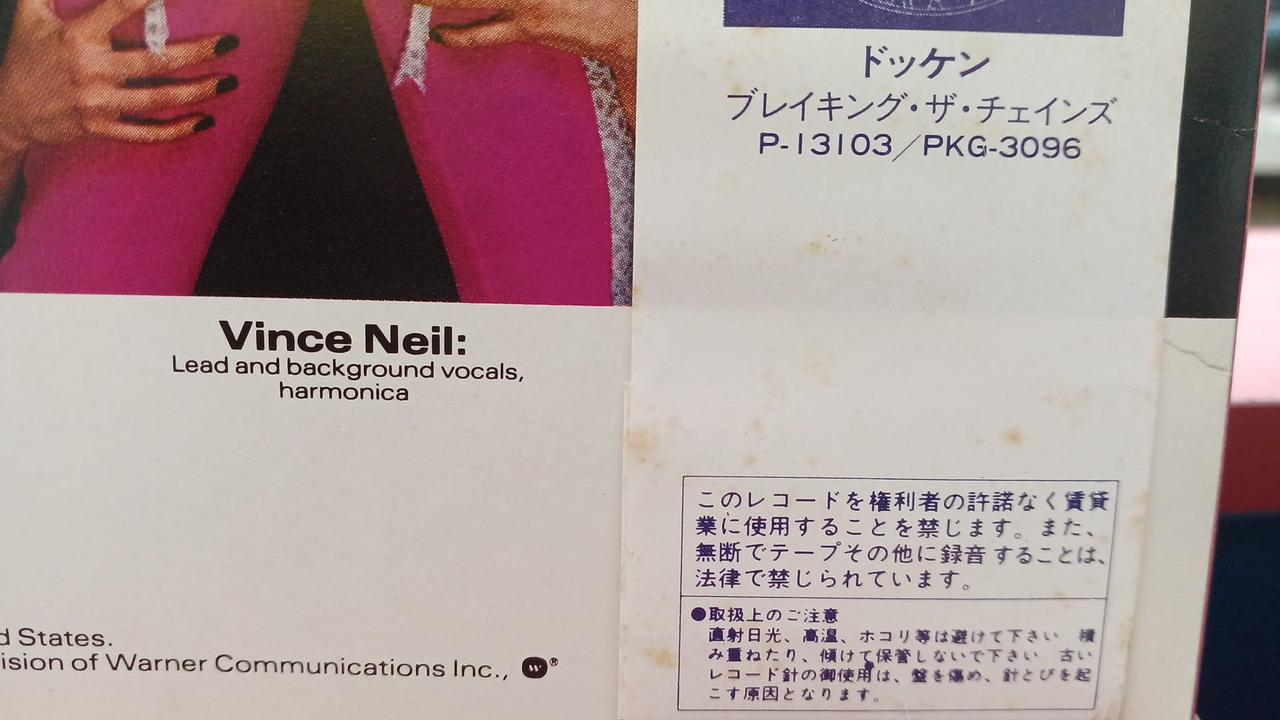 Vince Neil:
Lead and background vocals,
harmonica
d States.
ision of Warner Communications Inc., ®
ドッケン
ブレイキング・ザ・チェインズ
P-13103/PKG-3096
このレコードを権利者の許諾なく賃貸
業に使用することを禁じます。また、
無断でテープその他に録音することは、
法律で禁じられています。
●取扱上のご注意
直射日光、高温、ホコリ等は避けて下さい 積
み重ねたり、傾けて保管しないで下さい 古い
レコード針の御使用は、盤を傷め、針とびを起
こす原因となります。